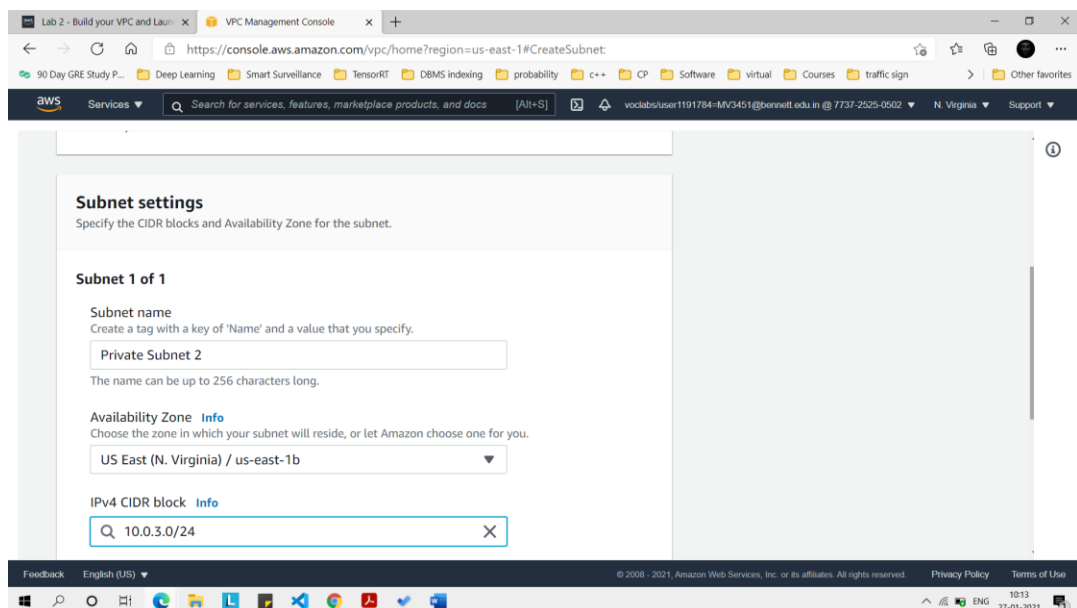 Lab 2 - Build your VPC and Laun
VPC Management Console
https://console.aws.amazon.com/vpc/home?region=us-east-1#CreateSubnet:
90 Day GRE Study P... Deep Learning Smart Surveillance TensorRT DBMS indexing probability c++ CP Software virtual Courses traffic sign Other favorites
aws Services ▼ Search for services, features, marketplace products, and docs [Alt+S] voclabs/user1191784=MV3451@bennett.edu.in @ 7737-2525-0502 ▼ N. Virginia ▼ Support ▼
Subnet settings
Specify the CIDR blocks and Availability Zone for the subnet.
Subnet 1 of 1
Subnet name
Create a tag with a key of 'Name' and a value that you specify.
Private Subnet 2
The name can be up to 256 characters long.
Availability Zone Info
Choose the zone in which your subnet will reside, or let Amazon choose one for you.
US East (N. Virginia) / us-east-1b
IPv4 CIDR block Info
10.0.3.0/24
Feedback English (US) ▼ © 2008 - 2021, Amazon Web Services, Inc. or its affiliates. All rights reserved. Privacy Policy Terms of Use
ENG 10:13
27-01-2021